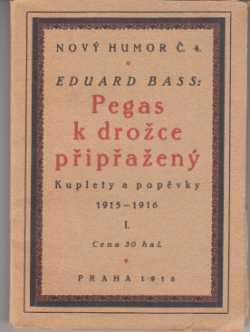 NOVÝ HUMOR Č. 4.
EDUARD BASS:
Pegas
k drožce
připřažený
Kuplety a popěvky
1915–1916
I.
Cena 30 hal.
PRAHA 1916